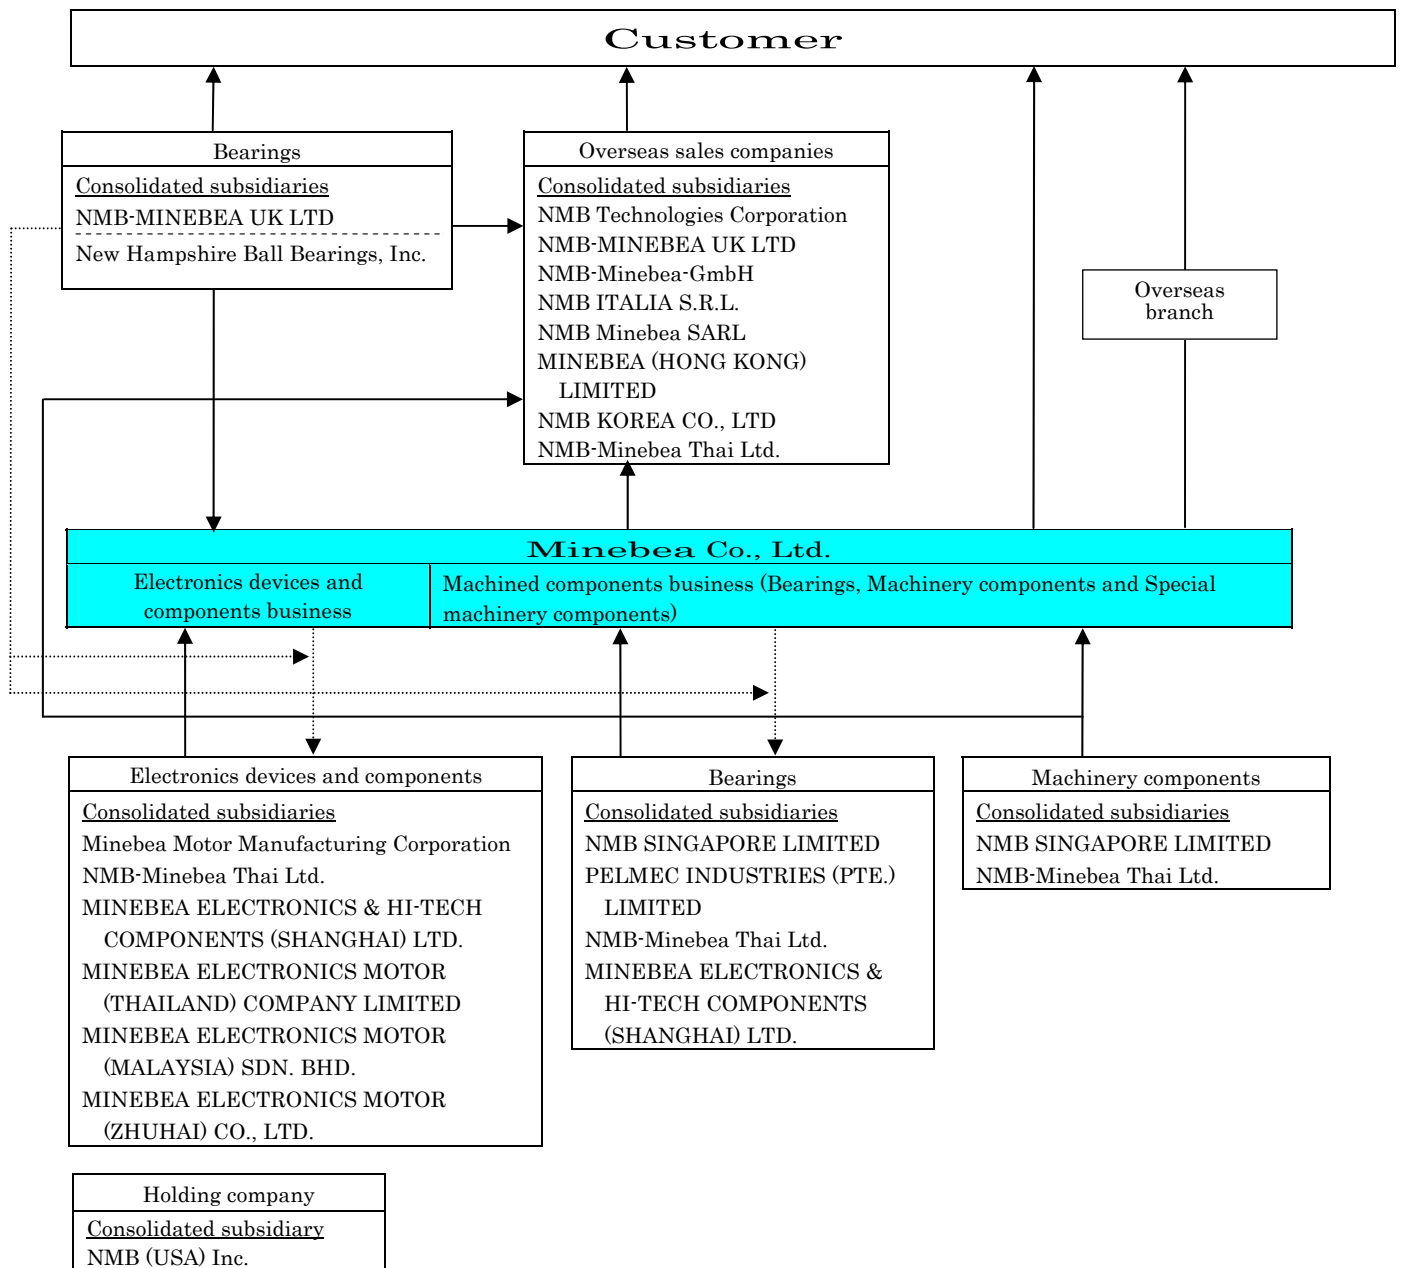 Customer
Bearings
Consolidated subsidiaries
NMB-MINEBEA UK LTD
New Hampshire Ball Bearings, Inc.
Overseas sales companies
Consolidated subsidiaries
NMB Technologies Corporation
NMB-MINEBEA UK LTD
NMB-Minebea-GmbH
NMB ITALIA S.R.L.
NMB Minebea SARL
MINEBEA (HONG KONG)
LIMITED
NMB KOREA CO., LTD
NMB-Minebea Thai Ltd.
Overseas
branch
Minebea Co., Ltd.
Electronics devices and
components business
Machined components business (Bearings, Machinery components and Special
machinery components)
Electronics devices and components
Consolidated subsidiaries
Minebea Motor Manufacturing Corporation
NMB-Minebea Thai Ltd.
MINEBEA ELECTRONICS & HI-TECH
COMPONENTS (SHANGHAI) LTD.
MINEBEA ELECTRONICS MOTOR
(THAILAND) COMPANY LIMITED
MINEBEA ELECTRONICS MOTOR
(MALAYSIA) SDN. BHD.
MINEBEA ELECTRONICS MOTOR
(ZHUHAI) CO., LTD.
Bearings
Consolidated subsidiaries
NMB SINGAPORE LIMITED
PELMEC INDUSTRIES (PTE.)
LIMITED
NMB-Minebea Thai Ltd.
MINEBEA ELECTRONICS &
HI-TECH COMPONENTS
(SHANGHAI) LTD.
Machinery components
Consolidated subsidiaries
NMB SINGAPORE LIMITED
NMB-Minebea Thai Ltd.
Holding company
Consolidated subsidiary
NMB (USA) Inc.